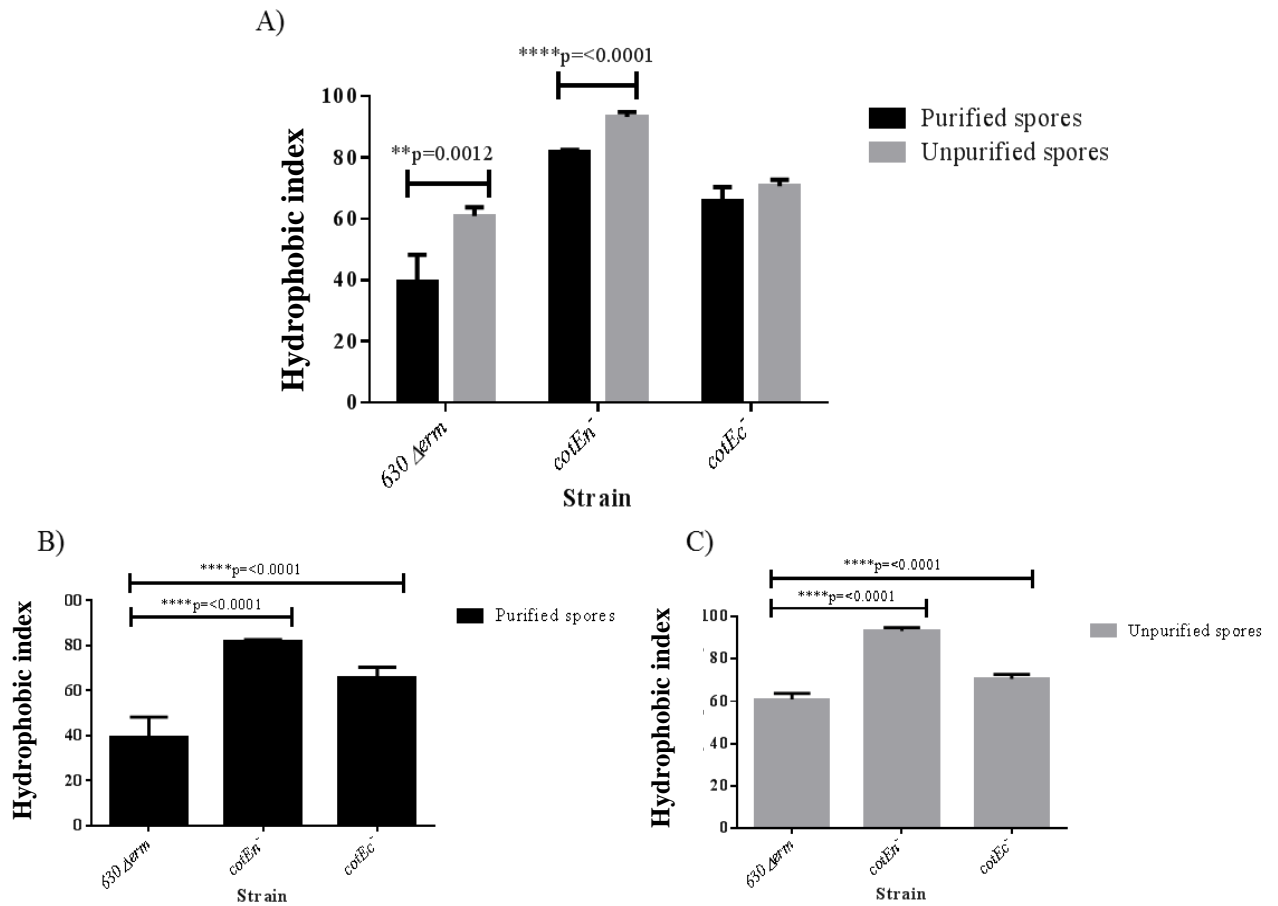 A)
****p=<0.0001
**p=0.0012
Purified spores
Unpurified spores
Hydrophobic index
100
80
60
40
20
0
630 Δerm
cotEn-
cotEc-
Strain
B)
****p=<0.0001
****p=<0.0001
Purified spores
Hydrophobic index
00
80
60
40
20
0
630 Δerm
cotEn-
cotEc-
Strain
C)
****p=<0.0001
****p=<0.0001
Unpurified spores
Hydrophobic index
100
80
60
40
20
0
630 Δerm
cotEn-
cotEc-
Strain